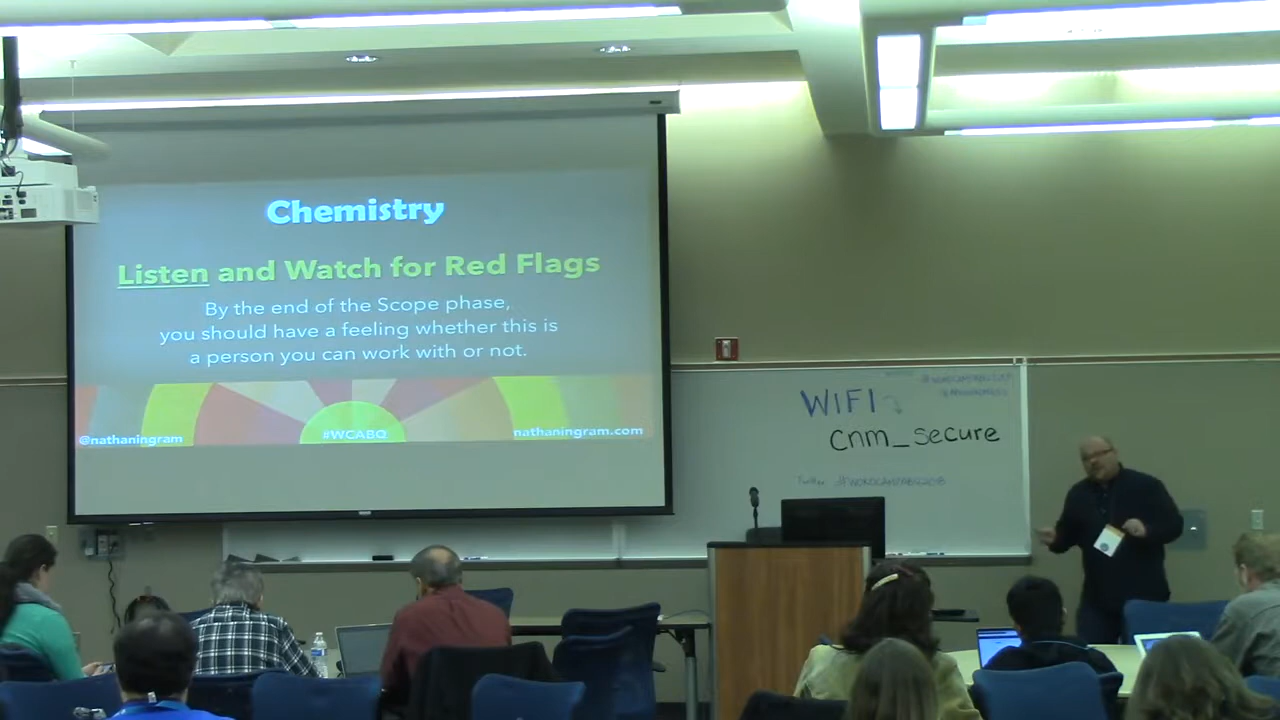 Chemistry
Listen and Watch for Red Flags
By the end of the Scope phase,
you should have a feeling whether this is
a person you can work with or not.
@nathaningram
#WCABQ
nathaningram.com
WIFI
cnm_secure
Twitter